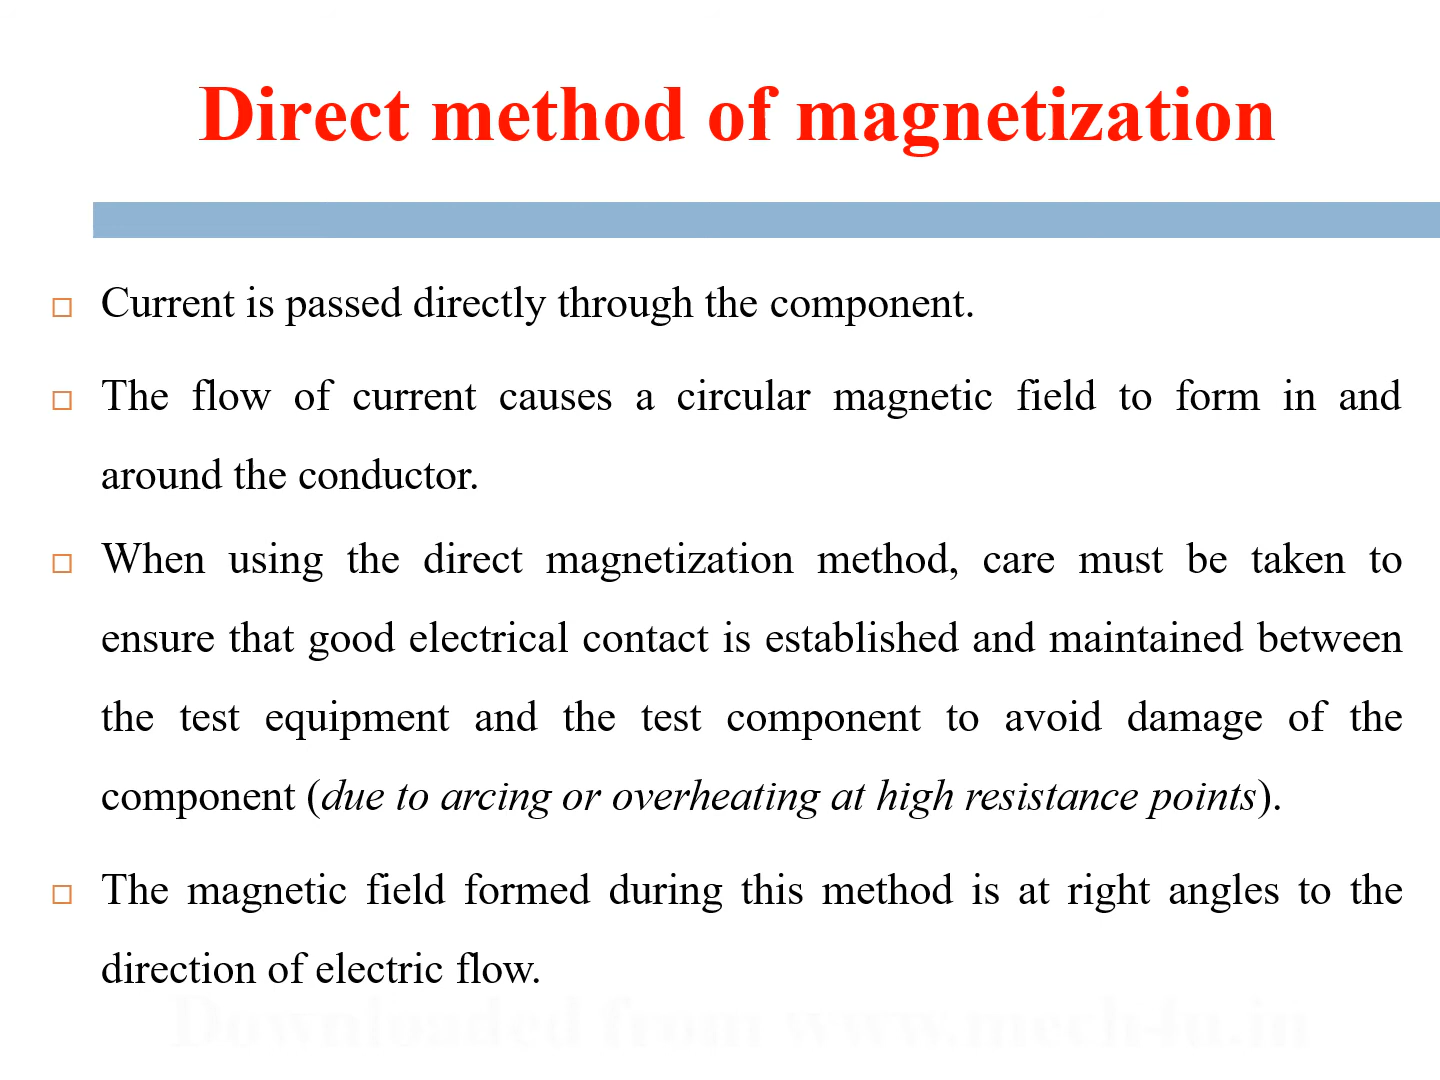 Direct method of magnetization
Current is passed directly through the component.
The flow of current causes a circular magnetic field to form in and
around the conductor.
When using the direct magnetization method, care must be taken to
ensure that good electrical contact is established and maintained between
the test equipment and the test component to avoid damage of the
component (due to arcing or overheating at high resistance points).
The magnetic field formed during this method is at right angles to the
direction of electric flow.
Downloaded from www.mech4u.in